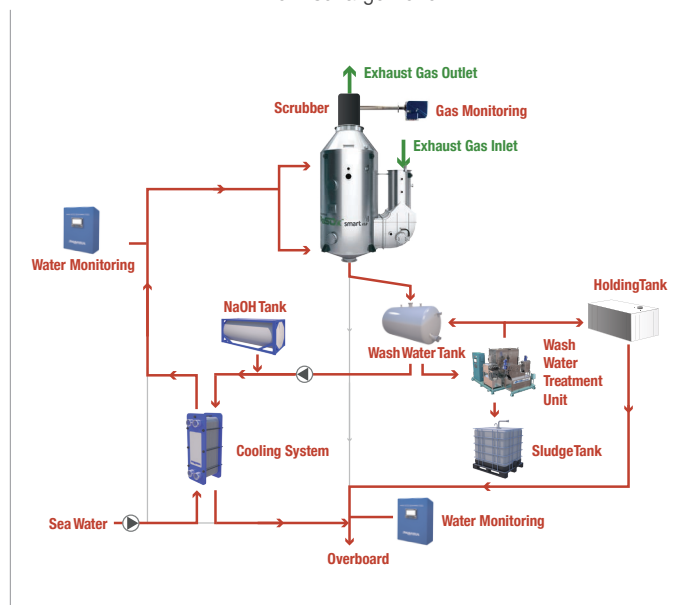 Exhaust Gas Outlet
Scrubber
Gas Monitoring
Exhaust Gas Inlet
smart
Water Monitoring
NaOH Tank
HoldingTank
Wash Water Tank
Wash
Water
Treatment
Unit
Cooling System
SludgeTank
Sea Water
Water Monitoring
Overboard